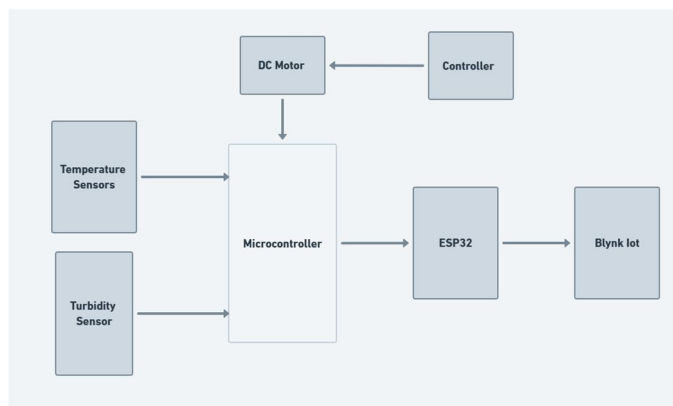 DC Motor
Controller
Temperature
Sensors
Microcontroller
ESP32
Blynk Iot
Turbidity
Sensor